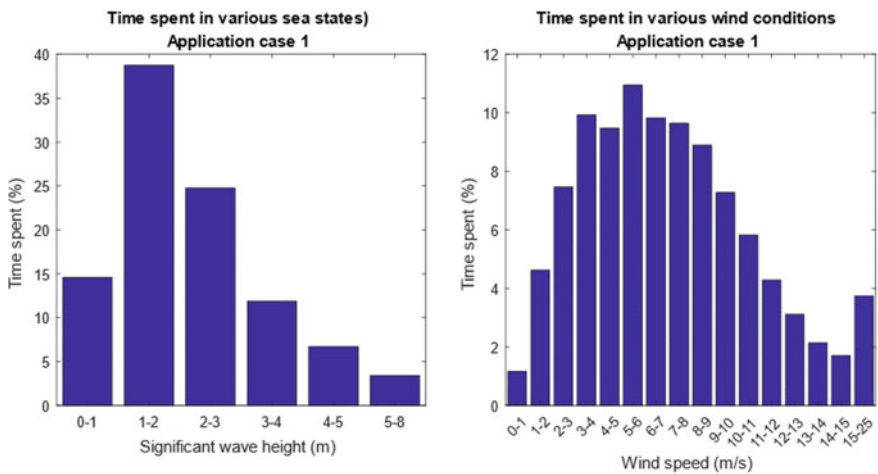 Time spent in various sea states)
Application case 1
40
35
30
25
20
15
10
5
0
Time spent (%)
0-1 1-2 2-3 3-4 4-5 5-8
Significant wave height (m)
Time spent in various wind conditions
Application case 1
12
10
8
6
4
2
0
Time spent (%)
0-1 1-2 2-3 3-4 4-5 5-6 6-7 7-8 8-9 9-10 10-11 11-12 12-13 13-14 14-15 15-25
Wind speed (m/s)